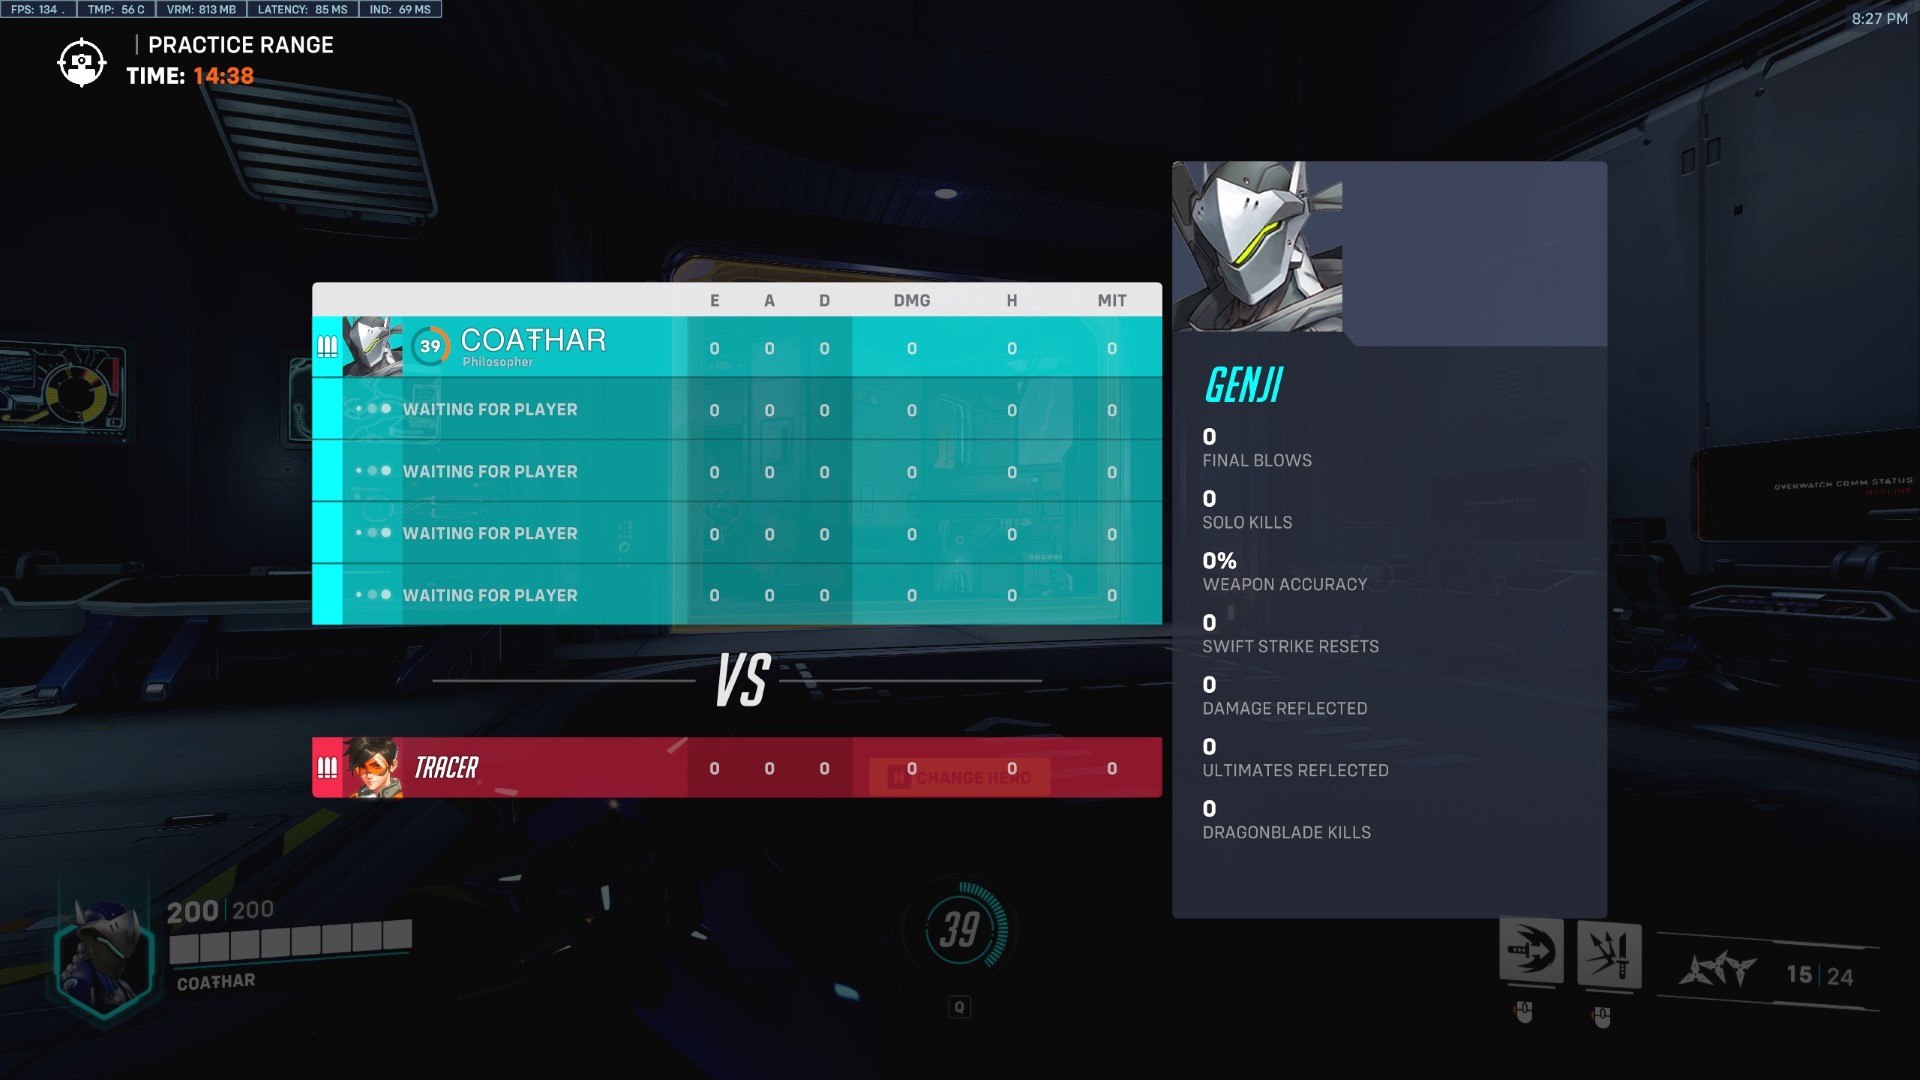 FPS: 134 . TMP: 56 C VRM: 813 MB LATENCY: 85 MS IND: 69 MS
8:27 PM
| PRACTICE RANGE
TIME: 14:38
E A D DMG H MIT
39 COAŦHAR 0 0 0 0 0 0
Philosopher
WAITING FOR PLAYER 0 0 0 0 0 0
WAITING FOR PLAYER 0 0 0 0 0 0
WAITING FOR PLAYER 0 0 0 0 0 0
WAITING FOR PLAYER 0 0 0 0 0 0
VS
TRACER 0 0 0 0 0 0
H CHANGE HERO
GENJI
0
FINAL BLOWS
0
SOLO KILLS
0%
WEAPON ACCURACY
0
SWIFT STRIKE RESETS
0
DAMAGE REFLECTED
0
ULTIMATES REFLECTED
0
DRAGONBLADE KILLS
OVERWATCH COMM STATUS:
OFFLINE
200 | 200
COAŦHAR
39
Q
15 | 24